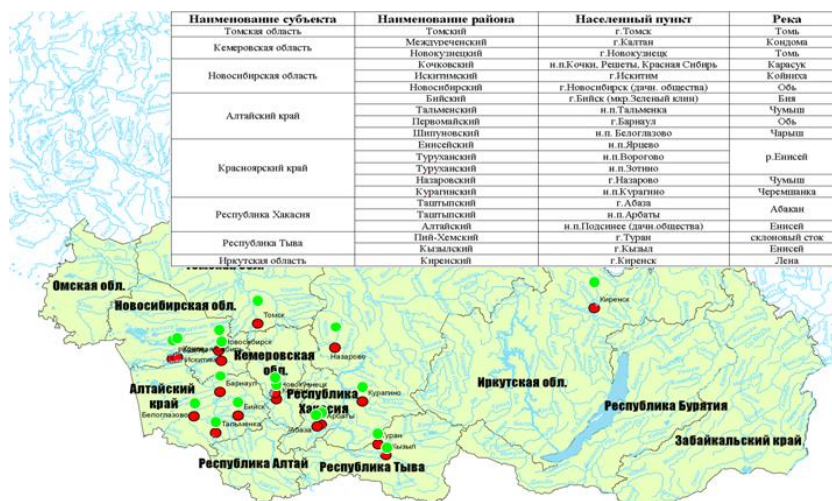 Наименование субъекта Наименование района Населенный пункт Река
Томская область Томский г.Томск Томь
Кемеровская область Междуреченский г.Калтан Кондома
Новокузнецкий г.Новокузнецк Томь
Новосибирская область Кочковский н.п.Кочки, Решеты, Красная Сибирь Карасук
Искитимский г.Искитим Койниха
Новосибирский г.Новосибирск (дачн. общества) Обь
Алтайский край Бийский г.Бийск (мкр.Зеленый клин) Бия
Тальменский н.п.Тальменка Чумыш
Первомайский г.Барнаул Обь
Шипуновский н.п. Белоглазово Чарыш
Красноярский край Енисейский н.п.Ярцево р.Енисей
Туруханский н.п.Ворогово
Туруханский н.п.Зотино
Назаровский г.Назарово Чумыш
Курагинский н.п.Курагино Черемшанка
Республика Хакасия Таштыпский г.Абаза Абакан
Таштыпский н.п.Арбаты
Алтайский н.п.Подсинее (дачн.общества) Енисей
Республика Тыва Пий-Хемский г.Туран склоновый сток
Кызылский г.Кызыл Енисей
Иркутская область Киренский г.Киренск Лена
Омская обл.
Новосибирская обл.
Томск
Киренск
Новосибирск
Искитим
Назарово
Кемеровская обл.
Иркутская обл.
Алтайский край
Барнаул
Новокузнецк
Республика Хакасия
Курагино
Республика Бурятия
Белоглазово
Бийск
Арбаты
Абаза
Тальменка
Туран
Кызыл
Забайкальский край
Республика Алтай
Республика Тыва